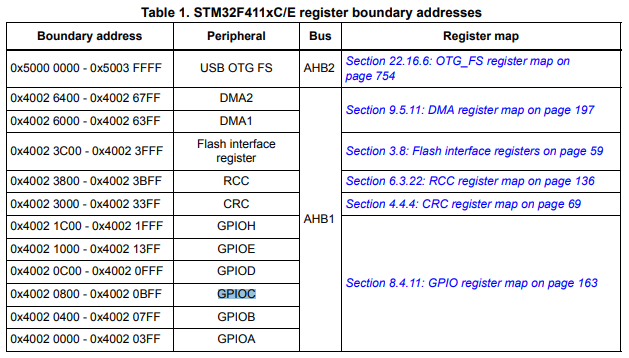 Table 1. STM32F411xC/E register boundary addresses
Boundary address Peripheral Bus Register map
0x5000 0000 - 0x5003 FFFF USB OTG FS AHB2 Section 22.16.6: OTG_FS register map on
page 754
0x4002 6400 - 0x4002 67FF DMA2
0x4002 6000 - 0x4002 63FF DMA1
Section 9.5.11: DMA register map on page 197
0x4002 3C00 - 0x4002 3FFF Flash interface
register
Section 3.8: Flash interface registers on page 59
0x4002 3800 - 0x4002 3BFF RCC Section 6.3.22: RCC register map on page 136
0x4002 3000 - 0x4002 33FF CRC Section 4.4.4: CRC register map on page 69
AHB1
0x4002 1C00 - 0x4002 1FFF GPIOH
0x4002 1000 - 0x4002 13FF GPIOE
0x4002 0C00 - 0x4002 0FFF GPIOD
0x4002 0800 - 0x4002 0BFF GPIOC
0x4002 0400 - 0x4002 07FF GPIOB
0x4002 0000 - 0x4002 03FF GPIOA
Section 8.4.11: GPIO register map on page 163